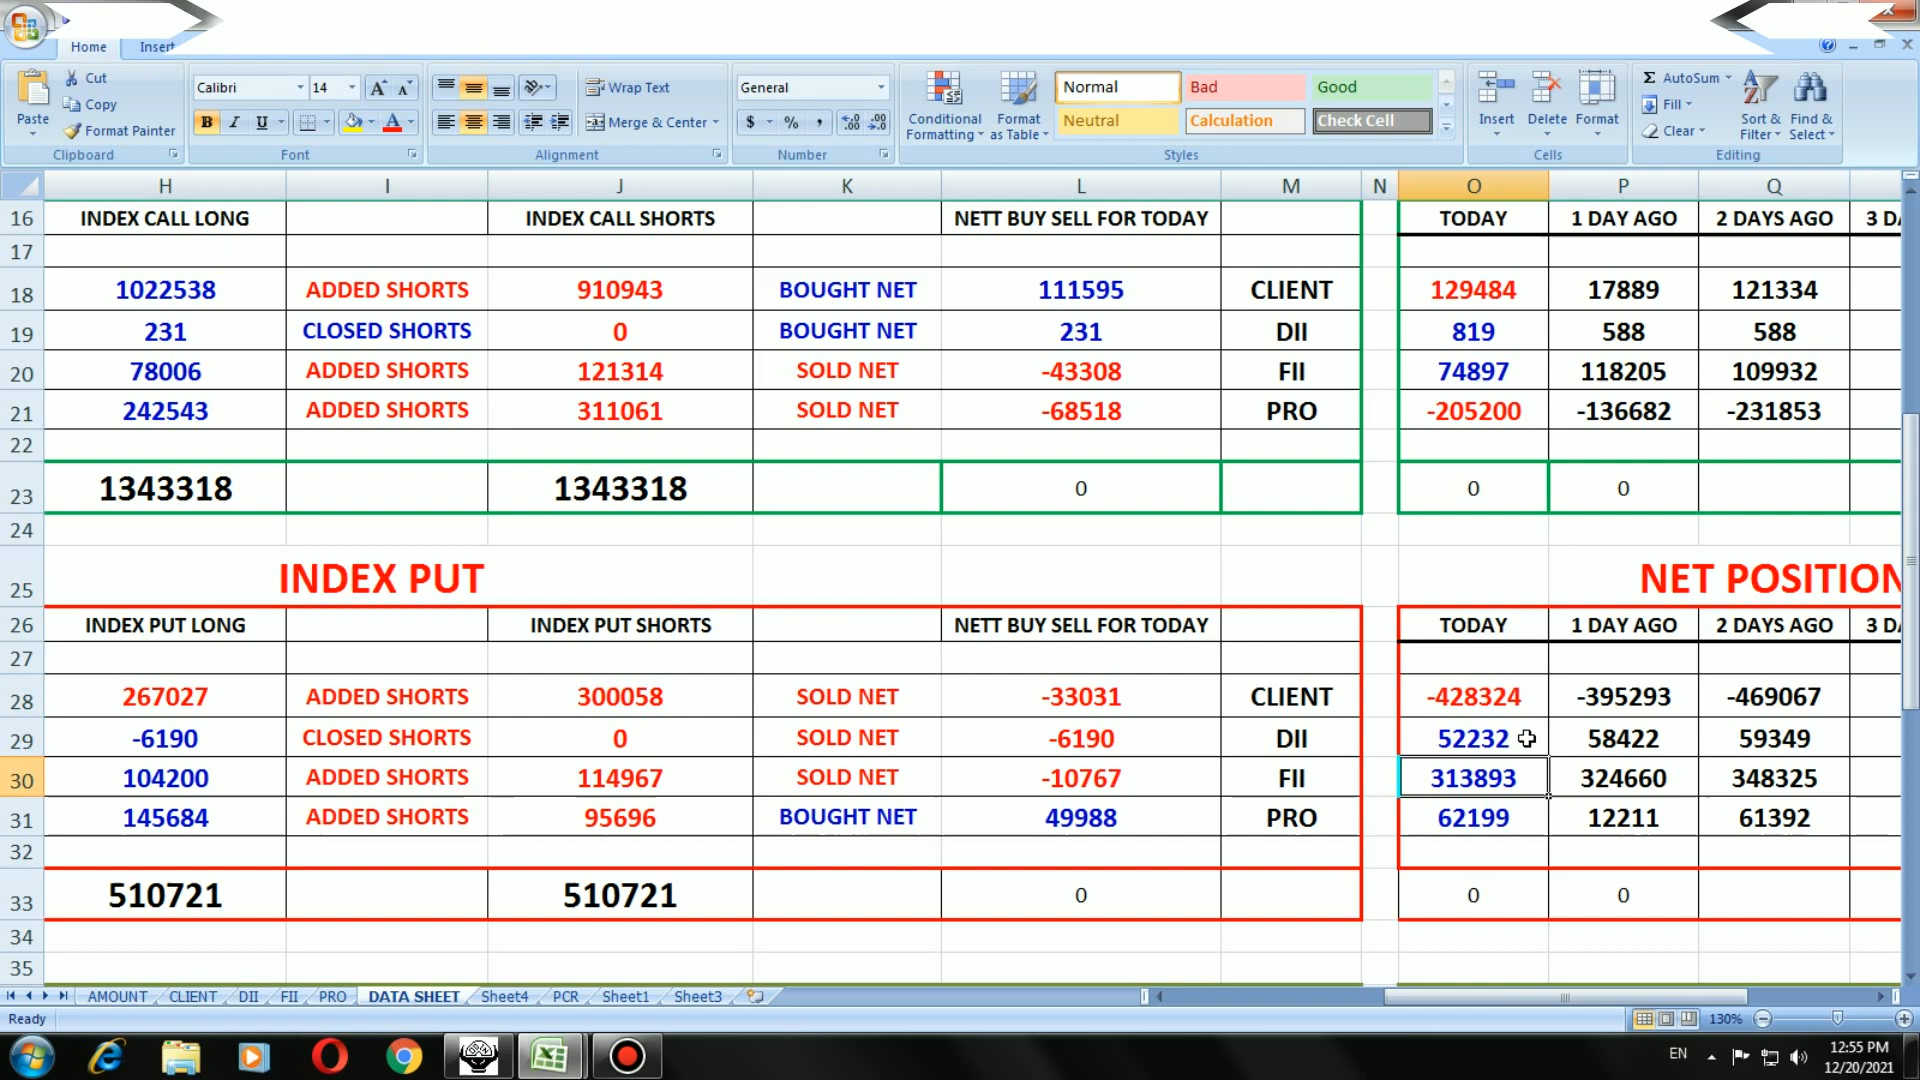 Home Insert
Cut
Copy
Format Painter
Paste
Clipboard
Calibri 14
B I U
Font
Wrap Text
Merge & Center
Alignment
General
$ % ,
Number
Conditional Formatting
Format as Table
Normal Bad Good
Neutral Calculation Check Cell
Styles
Insert Delete Format
Cells
Σ AutoSum
Fill
Clear
Sort & Filter
Find & Select
Editing
H I J K L M N O P Q
16 INDEX CALL LONG INDEX CALL SHORTS NETT BUY SELL FOR TODAY TODAY 1 DAY AGO 2 DAYS AGO 3 DA
17
18 1022538 ADDED SHORTS 910943 BOUGHT NET 111595 CLIENT 129484 17889 121334
19 231 CLOSED SHORTS 0 BOUGHT NET 231 DII 819 588 588
20 78006 ADDED SHORTS 121314 SOLD NET -43308 FII 74897 118205 109932
21 242543 ADDED SHORTS 311061 SOLD NET -68518 PRO -205200 -136682 -231853
22
23 1343318 1343318 0 0 0
24
25 INDEX PUT NET POSITION
26 INDEX PUT LONG INDEX PUT SHORTS NETT BUY SELL FOR TODAY TODAY 1 DAY AGO 2 DAYS AGO 3 DA
27
28 267027 ADDED SHORTS 300058 SOLD NET -33031 CLIENT -428324 -395293 -469067
29 -6190 CLOSED SHORTS 0 SOLD NET -6190 DII 52232 58422 59349
30 104200 ADDED SHORTS 114967 SOLD NET -10767 FII 313893 324660 348325
31 145684 ADDED SHORTS 95696 BOUGHT NET 49988 PRO 62199 12211 61392
32
33 510721 510721 0 0 0
34
35
AMOUNT CLIENT DII FII PRO DATA SHEET Sheet4 PCR Sheet1 Sheet3
Ready 130%
EN 12:55 PM
12/20/2021